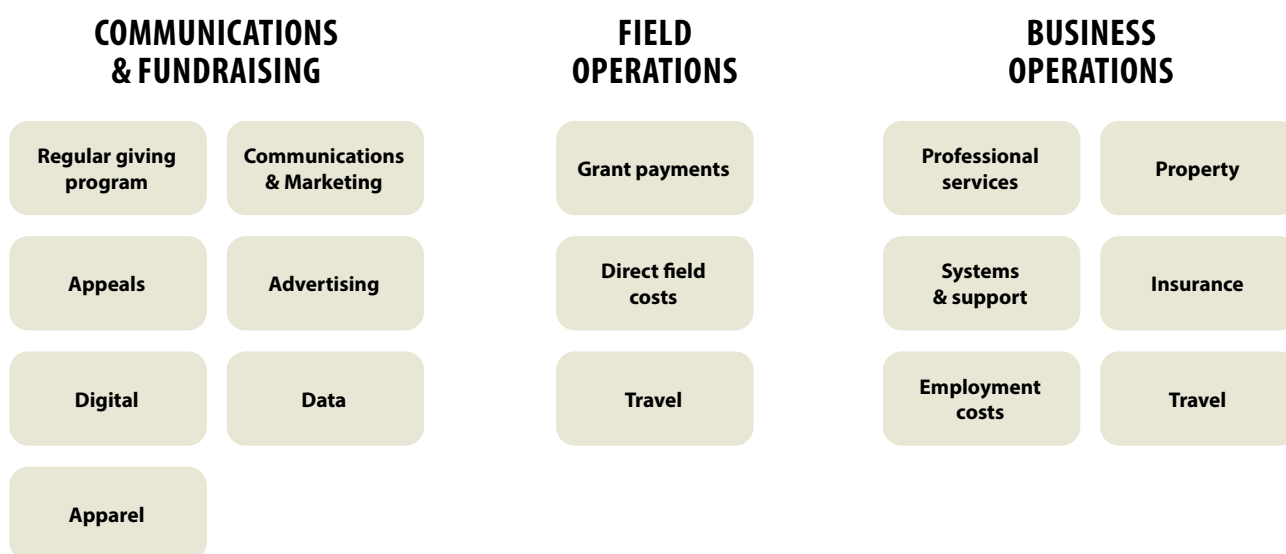 COMMUNICATIONS
& FUNDRAISING
Regular giving
program
Communications
& Marketing
Appeals
Advertising
Digital
Data
Apparel
FIELD
OPERATIONS
Grant payments
Direct field
costs
Travel
BUSINESS
OPERATIONS
Professional
services
Property
Systems
& support
Insurance
Employment
costs
Travel